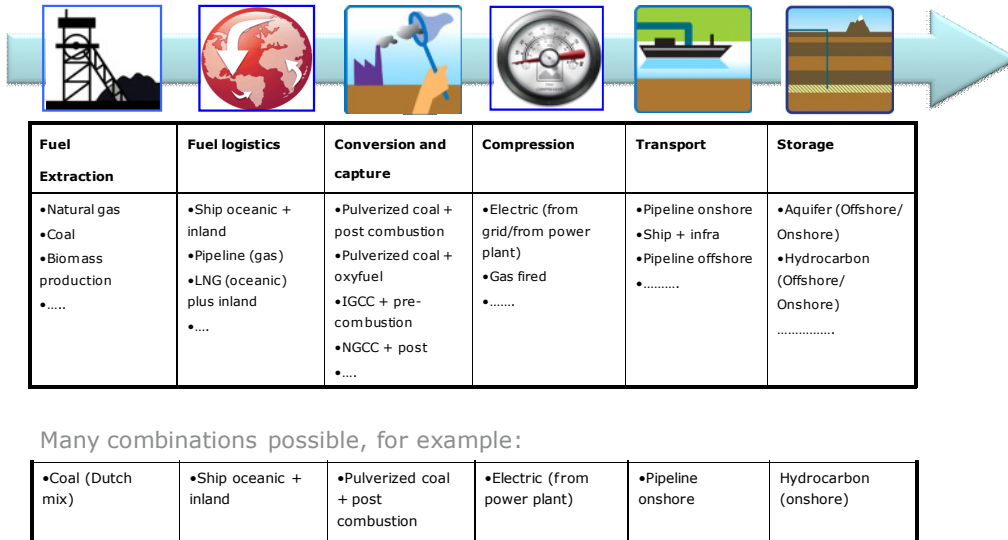 Fuel
Extraction
Fuel logistics
Conversion and
capture
Compression
Transport
Storage
•Natural gas
•Coal
•Biomass
production
•.....
•Ship oceanic +
inland
•Pipeline (gas)
•LNG (oceanic)
plus inland
•....
•Pulverized coal +
post combustion
•Pulverized coal +
oxyfuel
•IGCC + pre-
combustion
•NGCC + post
•....
•Electric (from
grid/from power
plant)
•Gas fired
•.......
•Pipeline onshore
•Ship + infra
•Pipeline offshore
•..........
•Aquifer (Offshore/
Onshore)
•Hydrocarbon
(Offshore/
Onshore)
................
Many combinations possible, for example:
•Coal (Dutch
mix)
•Ship oceanic +
inland
•Pulverized coal
+ post
combustion
•Electric (from
power plant)
•Pipeline
onshore
Hydrocarbon
(onshore)